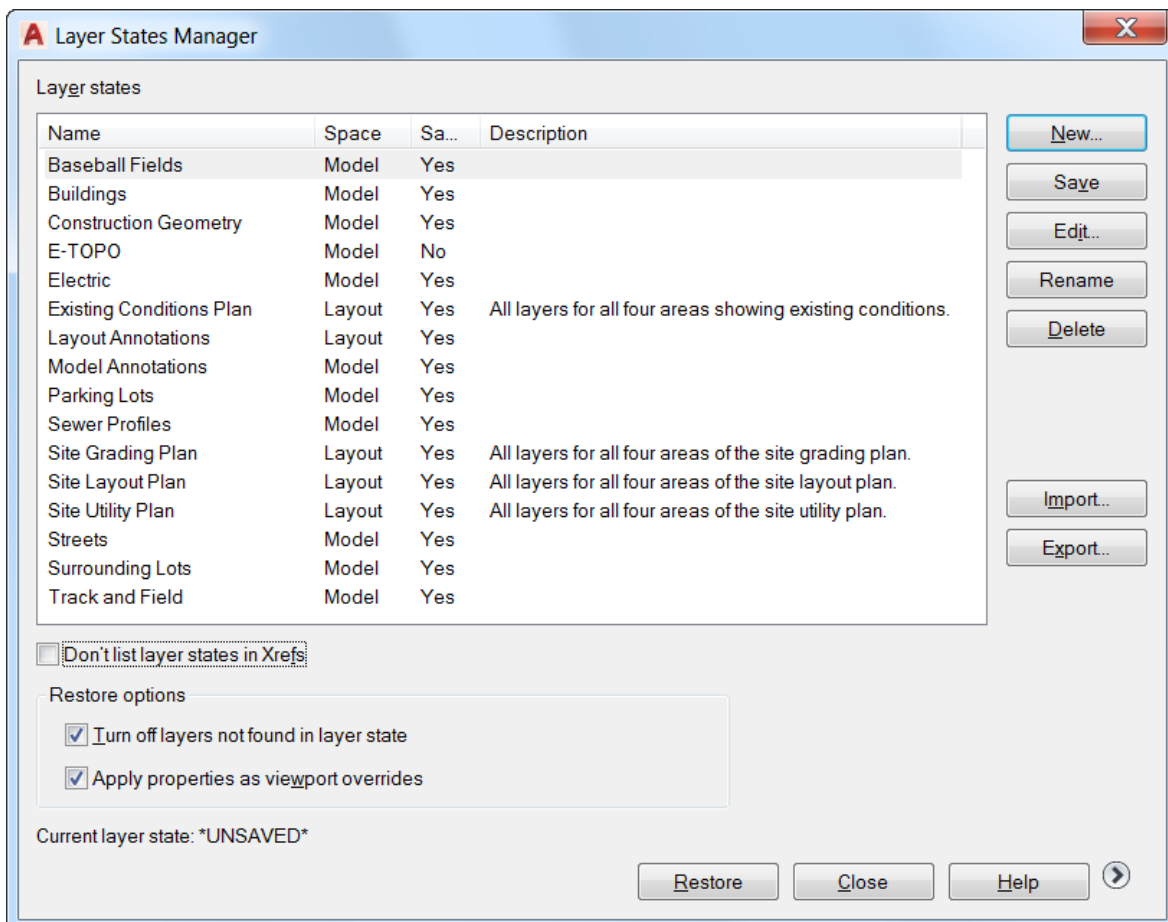 A Layer States Manager X
Layer states
Name Space Sa... Description
Baseball Fields Model Yes
Buildings Model Yes
Construction Geometry Model Yes
E-TOPO Model No
Electric Model Yes
Existing Conditions Plan Layout Yes All layers for all four areas showing existing conditions.
Layout Annotations Layout Yes
Model Annotations Model Yes
Parking Lots Model Yes
Sewer Profiles Model Yes
Site Grading Plan Layout Yes All layers for all four areas of the site grading plan.
Site Layout Plan Layout Yes All layers for all four areas of the site layout plan.
Site Utility Plan Layout Yes All layers for all four areas of the site utility plan.
Streets Model Yes
Surrounding Lots Model Yes
Track and Field Model Yes
New...
Save
Edit...
Rename
Delete
Import...
Export...
Don't list layer states in Xrefs
Restore options
Turn off layers not found in layer state
Apply properties as viewport overrides
Current layer state: *UNSAVED*
Restore Close Help